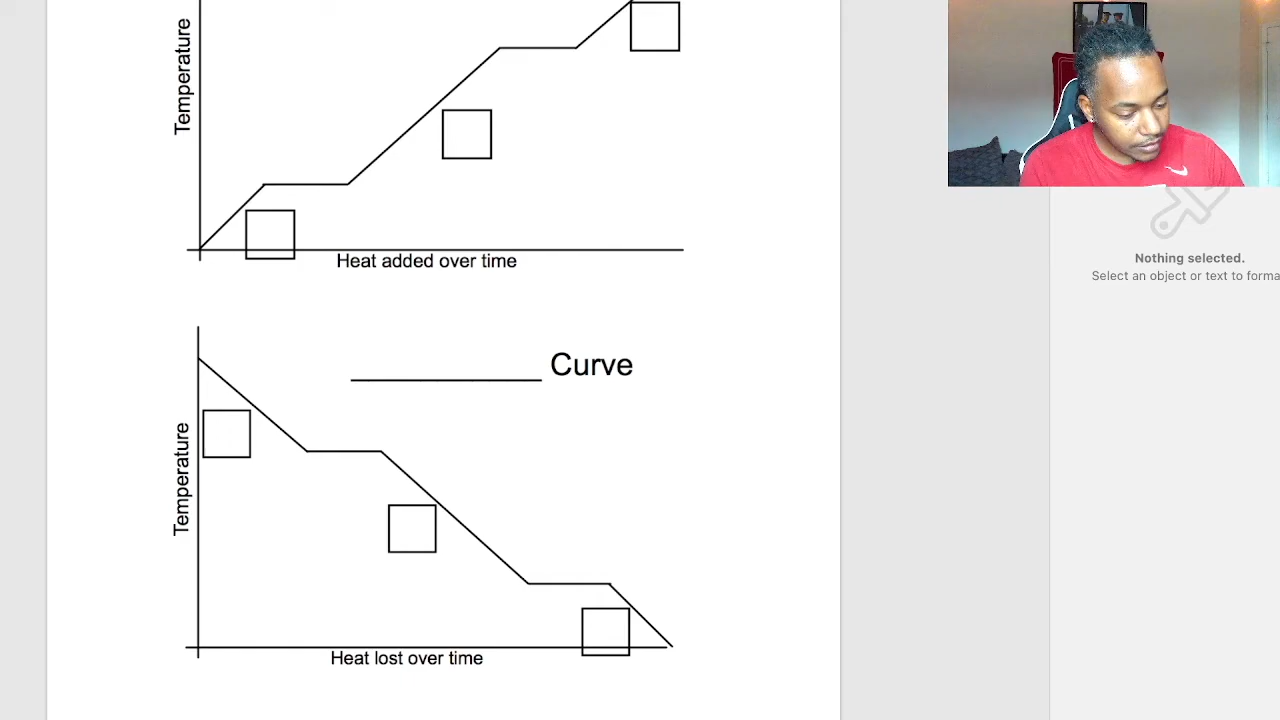 Temperature
Heat added over time
Nothing selected.
Select an object or text to forma
Curve
Temperature
Heat lost over time